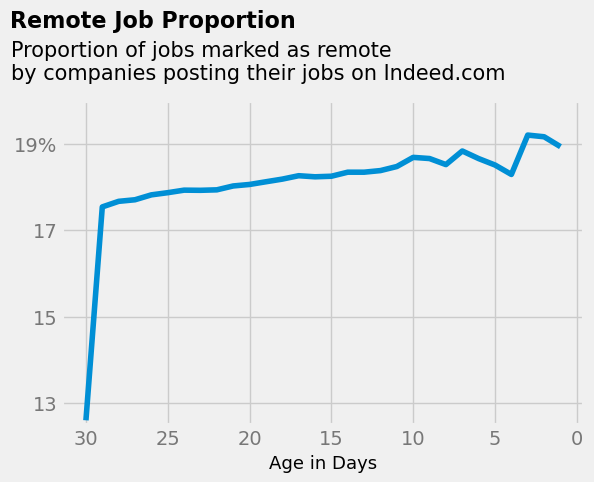 Remote Job Proportion
Proportion of jobs marked as remote
by companies posting their jobs on Indeed.com
19%
17
15
13
30 25 20 15 10 5 0
Age in Days